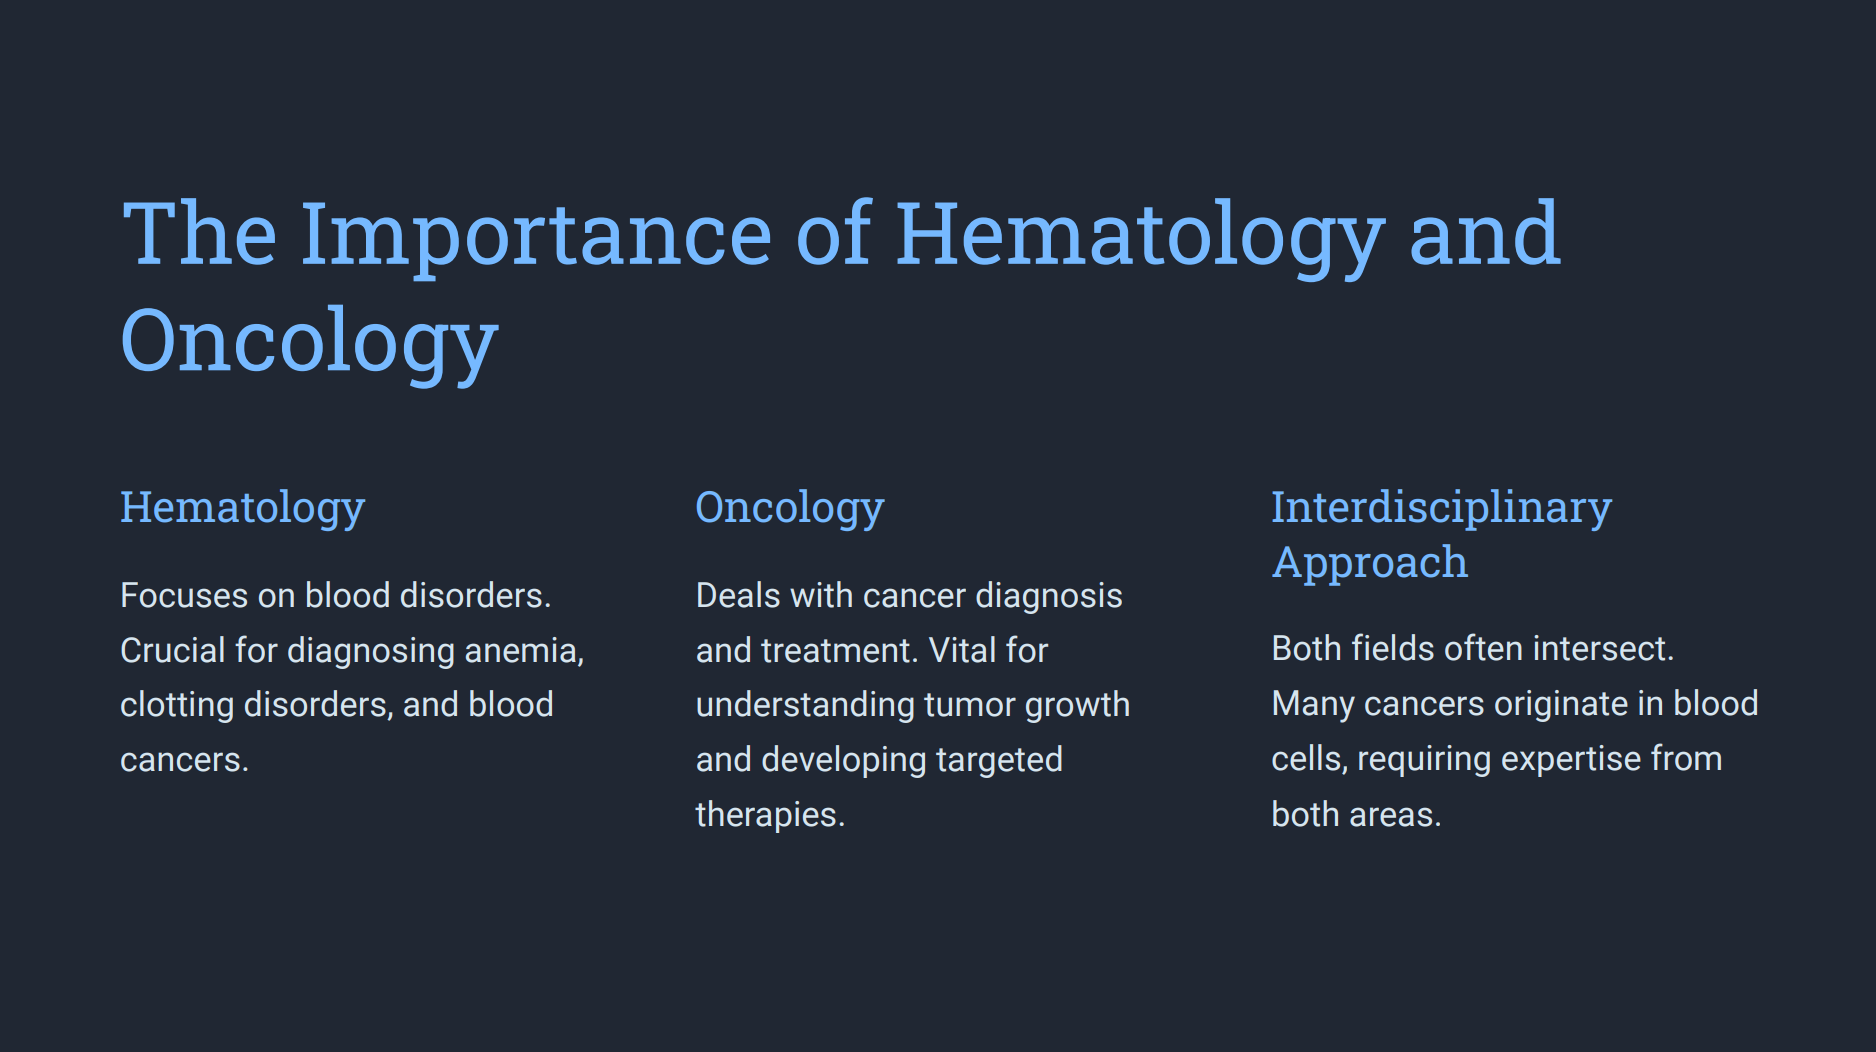 The Importance of Hematology and
Oncology
Hematology
Focuses on blood disorders.
Crucial for diagnosing anemia,
clotting disorders, and blood
cancers.
Oncology
Deals with cancer diagnosis
and treatment. Vital for
understanding tumor growth
and developing targeted
therapies.
Interdisciplinary
Approach
Both fields often intersect.
Many cancers originate in blood
cells, requiring expertise from
both areas.